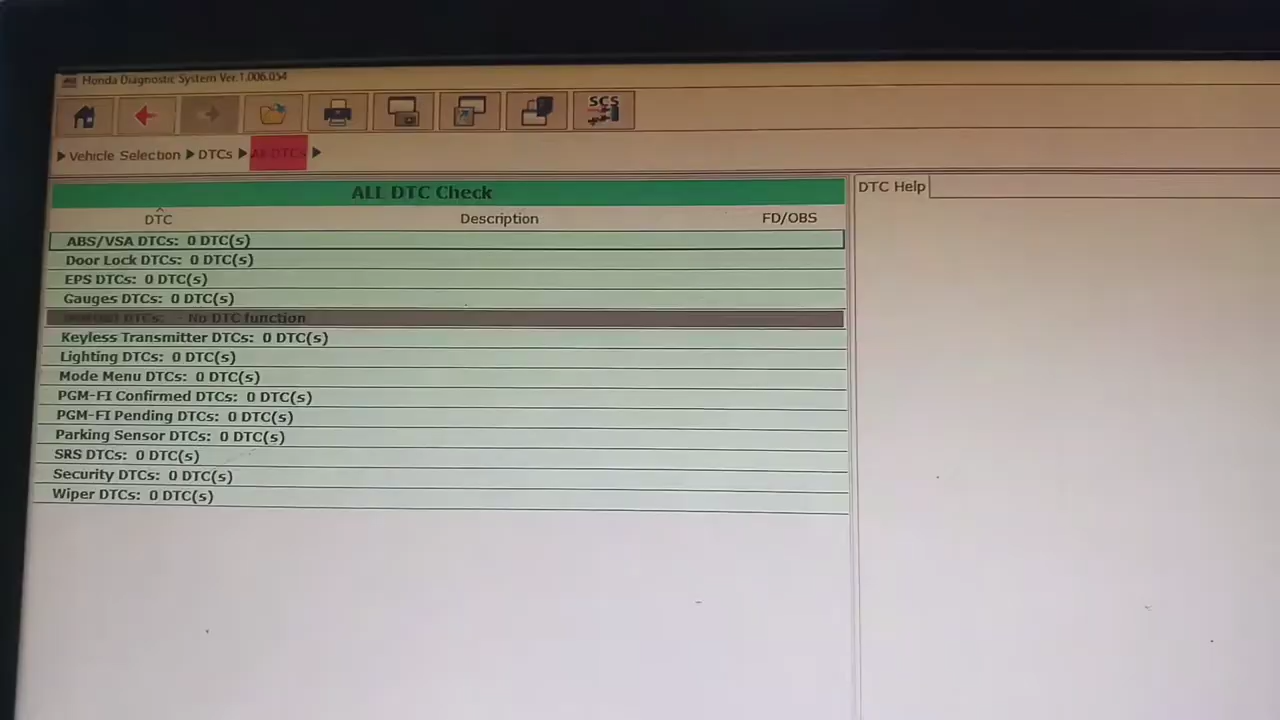 Honda Diagnostic System Ver.1.006.054
SCS
Vehicle Selection DTCs All DTCs
ALL DTC Check
DTC Help
DTC Description FD/OBS
ABS/VSA DTCs: 0 DTC(s)
Door Lock DTCs: 0 DTC(s)
EPS DTCs: 0 DTC(s)
Gauges DTCs: 0 DTC(s)
DTCs: - No DTC function
Keyless Transmitter DTCs: 0 DTC(s)
Lighting DTCs: 0 DTC(s)
Mode Menu DTCs: 0 DTC(s)
PGM-FI Confirmed DTCs: 0 DTC(s)
PGM-FI Pending DTCs: 0 DTC(s)
Parking Sensor DTCs: 0 DTC(s)
SRS DTCs: 0 DTC(s)
Security DTCs: 0 DTC(s)
Wiper DTCs: 0 DTC(s)